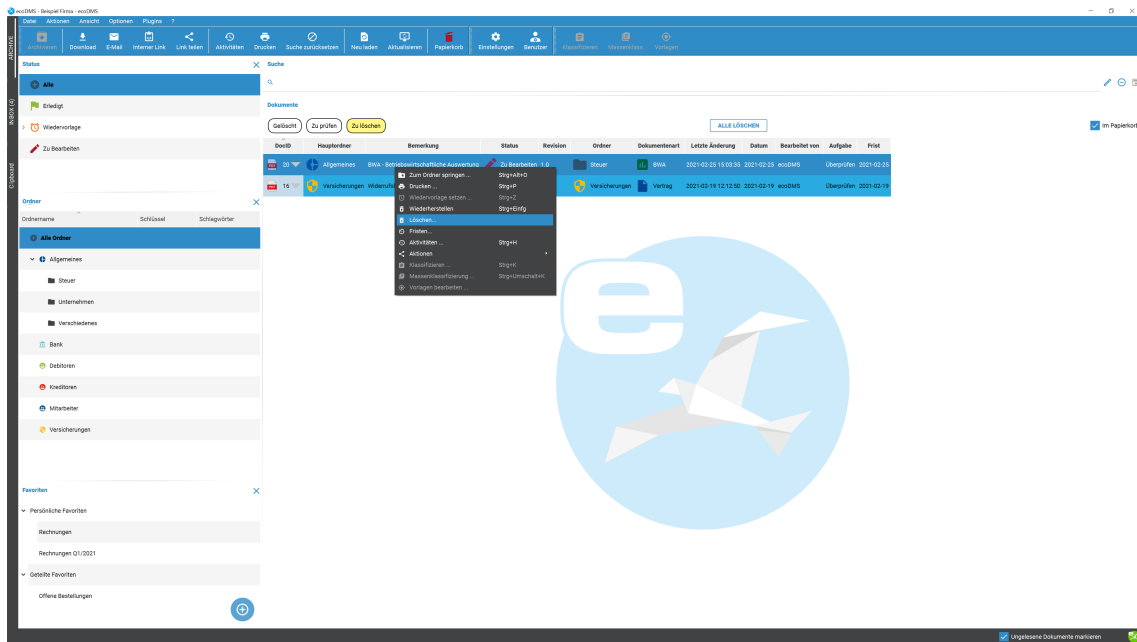 ecoDMS - Beispiel Firma - ecoDMS
Datei Aktionen Ansicht Optionen Plugins ?
Archivieren Download E-Mail Interner Link Link teilen Aktivitäten Drucken Suche zurücksetzen Neu laden Aktualisieren Papierkorb Einstellungen Benutzer Klassifizieren Massenklass. Vorlagen
ARCHIVE
INBOX (4)
Clipboard
Status
Alle
Erledigt
Wiedervorlage
Zu Bearbeiten
Ordner
Ordnername Schlüssel Schlagwörter
Alle Ordner
Allgemeines
Steuer
Unternehmen
Verschiedenes
Bank
Debitoren
Kreditoren
Mitarbeiter
Versicherungen
Favoriten
Persönliche Favoriten
Rechnungen
Rechnungen Q1/2021
Geteilte Favoriten
Offene Bestellungen
Suche
Dokumente
Gelöscht Zu prüfen Zu löschen ALLE LÖSCHEN Im Papierkorb
DocID Hauptordner Bemerkung Status Revision Ordner Dokumentenart Letzte Änderung Datum Bearbeitet von Aufgabe Frist
20 Allgemeines BWA - Betriebswirtschaftliche Auswertung Zu Bearbeiten 1.0 Steuer BWA 2021-02-25 15:03:35 2021-02-25 ecoDMS Überprüfen 2021-02-25
16 Versicherungen Versicherungen Vertrag 2021-02-19 12:12:50 2021-02-19 ecoDMS Überprüfen 2021-02-19
Zum Ordner springen ... Strg+Alt+O
Drucken ... Strg+P
Wiedervorlage setzen ... Strg+Z
Wiederherstellen Strg+Einfg
Löschen...
Fristen...
Aktivitäten ... Strg+H
Aktionen
Klassifizieren ... Strg+K
Massenklassifizierung ... Strg+Umschalt+K
Vorlagen bearbeiten ...
e
Ungelesene Dokumente markieren